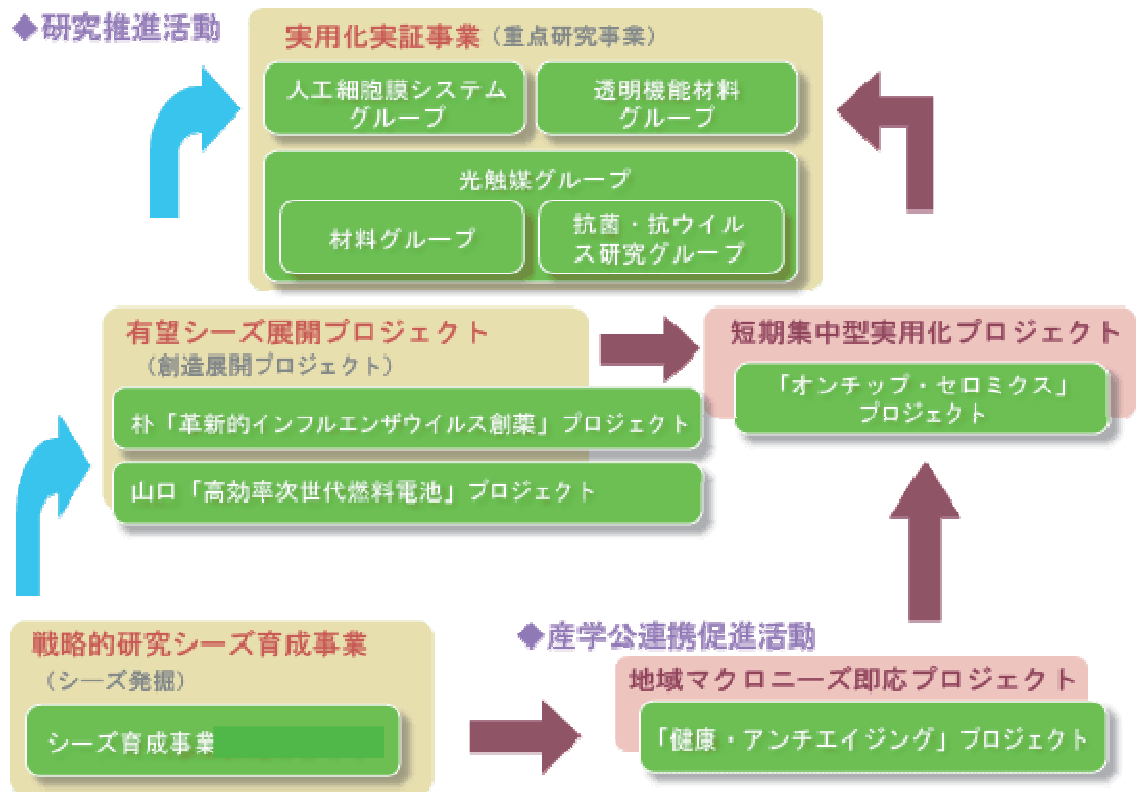 ◆研究推進活動
実用化実証事業（重点研究事業）
人工細胞膜システム
グループ
透明機能材料
グループ
光触媒グループ
材料グループ
抗菌・抗ウイル
ス研究グループ
有望シーズ展開プロジェクト
（創造展開プロジェクト）
朴「革新的インフルエンザウイルス創薬」プロジェクト
山口「高効率次世代燃料電池」プロジェクト
短期集中型実用化プロジェクト
「オンチップ・セロミクス」
プロジェクト
戦略的研究シーズ育成事業
（シーズ発掘）
シーズ育成事業
◆産学公連携促進活動
地域マクロニーズ即応プロジェクト
「健康・アンチエイジング」プロジェクト